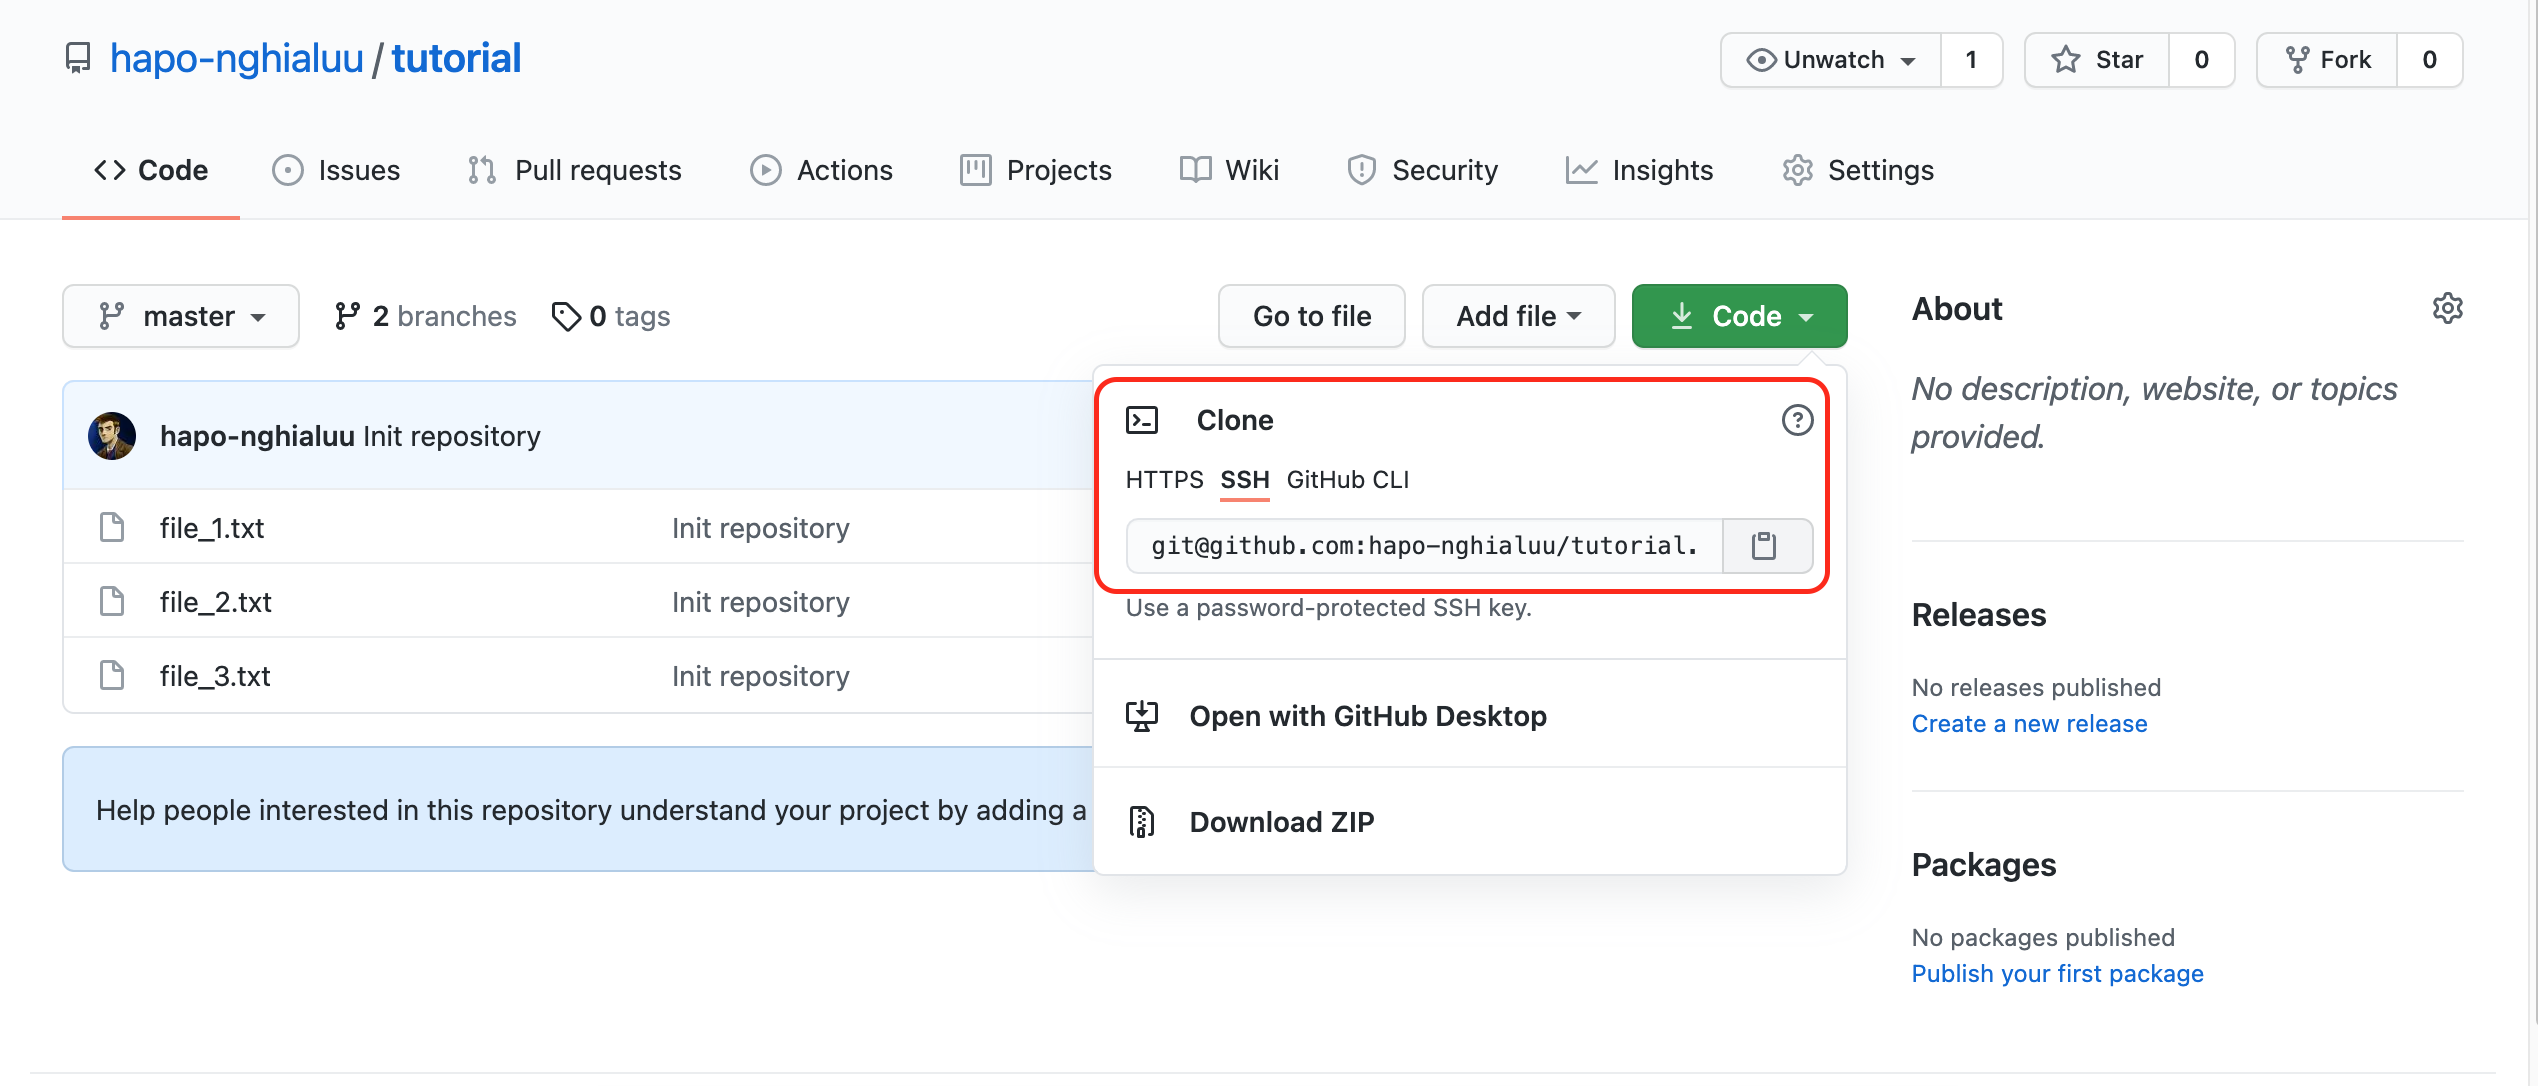 hapo-nghialuu / tutorial
Unwatch 1 Star 0 Fork 0
Code Issues Pull requests Actions Projects Wiki Security Insights Settings
master 2 branches 0 tags Go to file Add file Code
hapo-nghialuu Init repository
file_1.txt Init repository
file_2.txt Init repository
file_3.txt Init repository
Help people interested in this repository understand your project by adding a
Clone
HTTPS SSH GitHub CLI
git@github.com:hapo-nghialuu/tutorial.
Use a password-protected SSH key.
Open with GitHub Desktop
Download ZIP
About
No description, website, or topics
provided.
Releases
No releases published
Create a new release
Packages
No packages published
Publish your first package